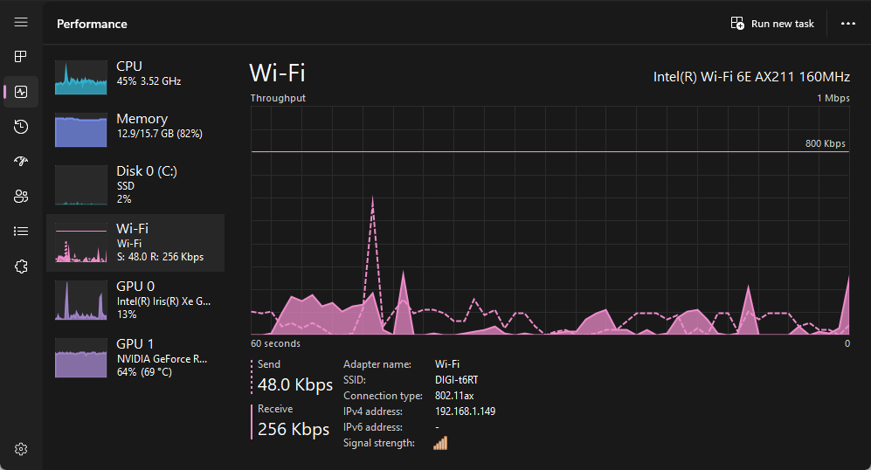 Performance
Run new task
CPU
45% 3.52 GHz
Memory
12.9/15.7 GB (82%)
Disk 0 (C:)
SSD
2%
Wi-Fi
Wi-Fi
S: 48.0 R: 256 Kbps
GPU 0
Intel(R) Iris(R) Xe G...
13%
GPU 1
NVIDIA GeForce R...
64% (69 °C)
Wi-Fi
Intel(R) Wi-Fi 6E AX211 160MHz
Throughput
1 Mbps
800 Kbps
60 seconds
0
Send
48.0 Kbps
Receive
256 Kbps
Adapter name: Wi-Fi
SSID: DIGI-t6RT
Connection type: 802.11ax
IPv4 address: 192.168.1.149
IPv6 address: -
Signal strength: